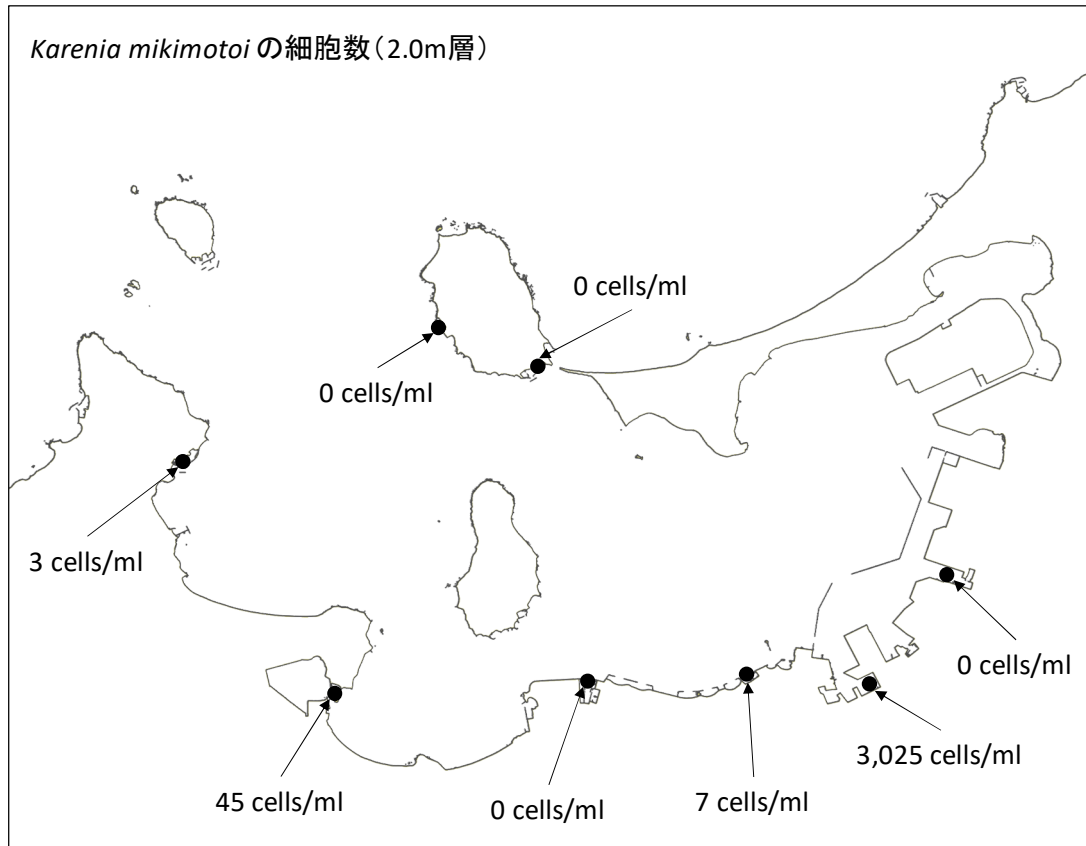 Karenia mikimotoi の細胞数（2.0m層）
0 cells/ml
0 cells/ml
3 cells/ml
0 cells/ml
3,025 cells/ml
45 cells/ml
0 cells/ml
7 cells/ml